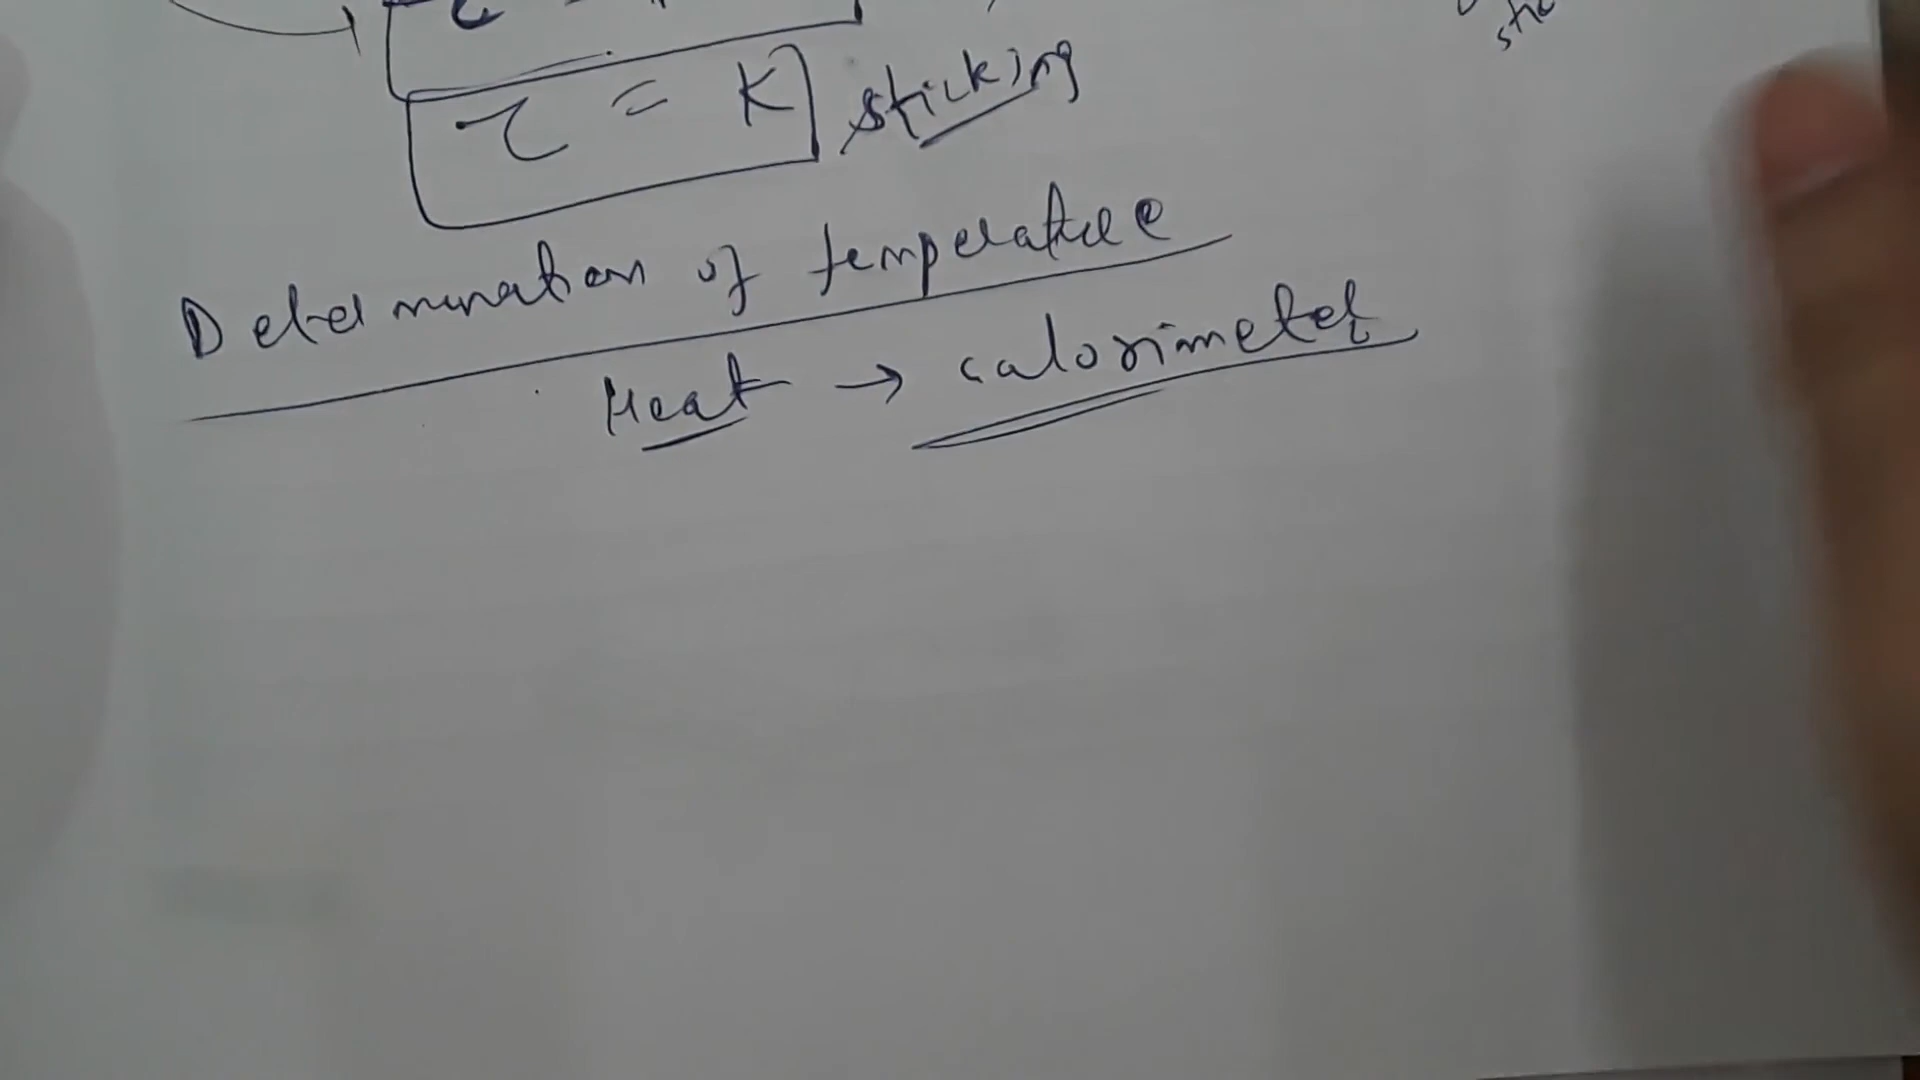 τ = K sticking
Determination of temperature
Heat → calorimeter